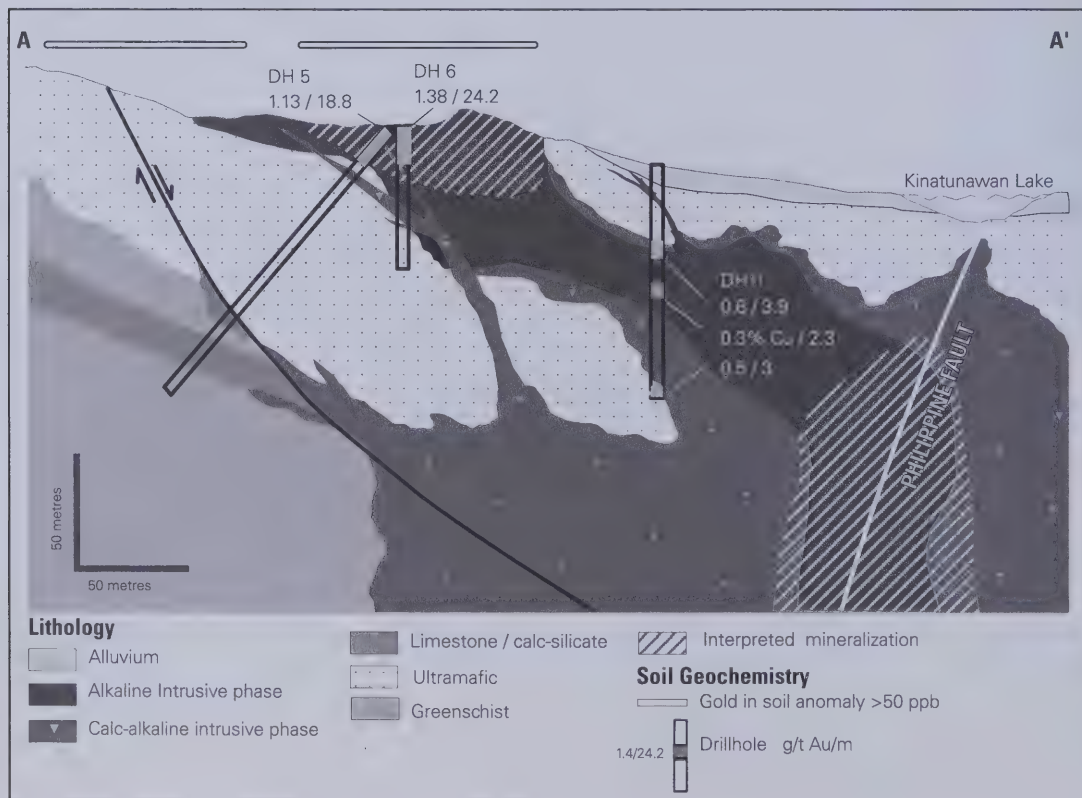 A
A'
DH 5
1.13 / 18.8
DH 6
1.38 / 24.2
Kinatunawan Lake
DH11
0.6 / 3.9
0.3% Cu / 2.3
0.5 / 3
PHILIPPINE FAULT
50 metres
50 metres
Lithology
Alluvium
Alkaline Intrusive phase
Calc-alkaline intrusive phase
Limestone / calc-silicate
Ultramafic
Greenschist
Interpreted mineralization
Soil Geochemistry
Gold in soil anomaly >50 ppb
1.4/24.2
Drillhole g/t Au/m